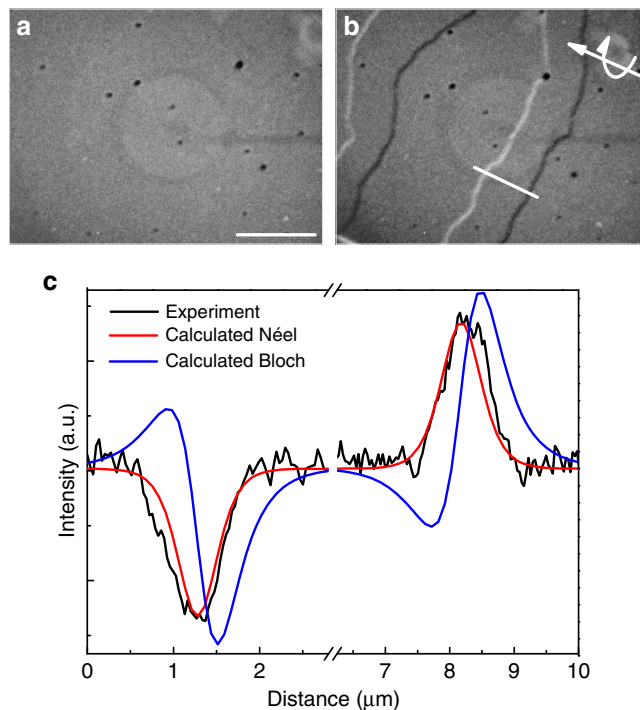 a
b
c
Experiment
Calculated Néel
Calculated Bloch
Intensity (a.u.)
0 1 2 7 8 9 10
Distance (μm)